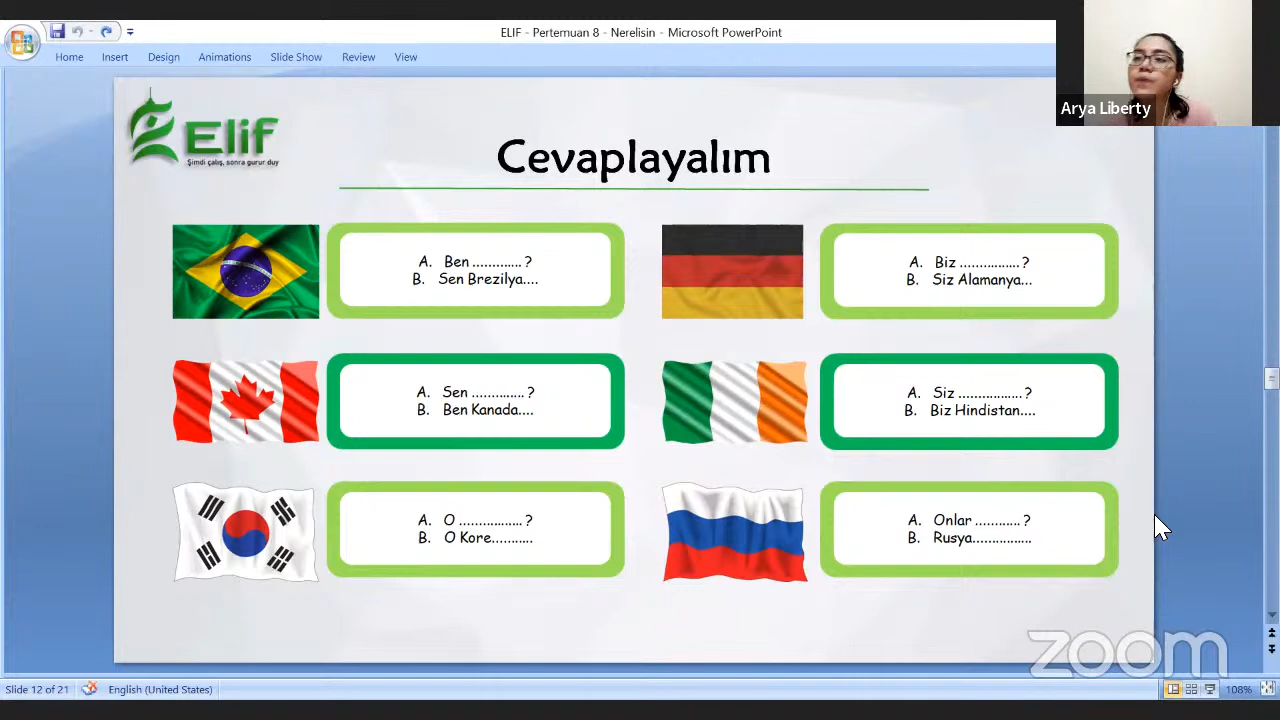 ELIF - Pertemuan 8 - Nerelisin - Microsoft PowerPoint
Home Insert Design Animations Slide Show Review View
Arya Liberty
Elif
Şimdi çalış, sonra gurur duy
Cevaplayalım
A. Ben .............?
B. Sen Brezilya....
A. Biz ................?
B. Siz Alamanya...
A. Sen ..............?
B. Ben Kanada....
A. Siz .................?
B. Biz Hindistan....
A. O .................?
B. O Kore...........
A. Onlar ............?
B. Rusya................
zoom
Slide 12 of 21 English (United States) 108%